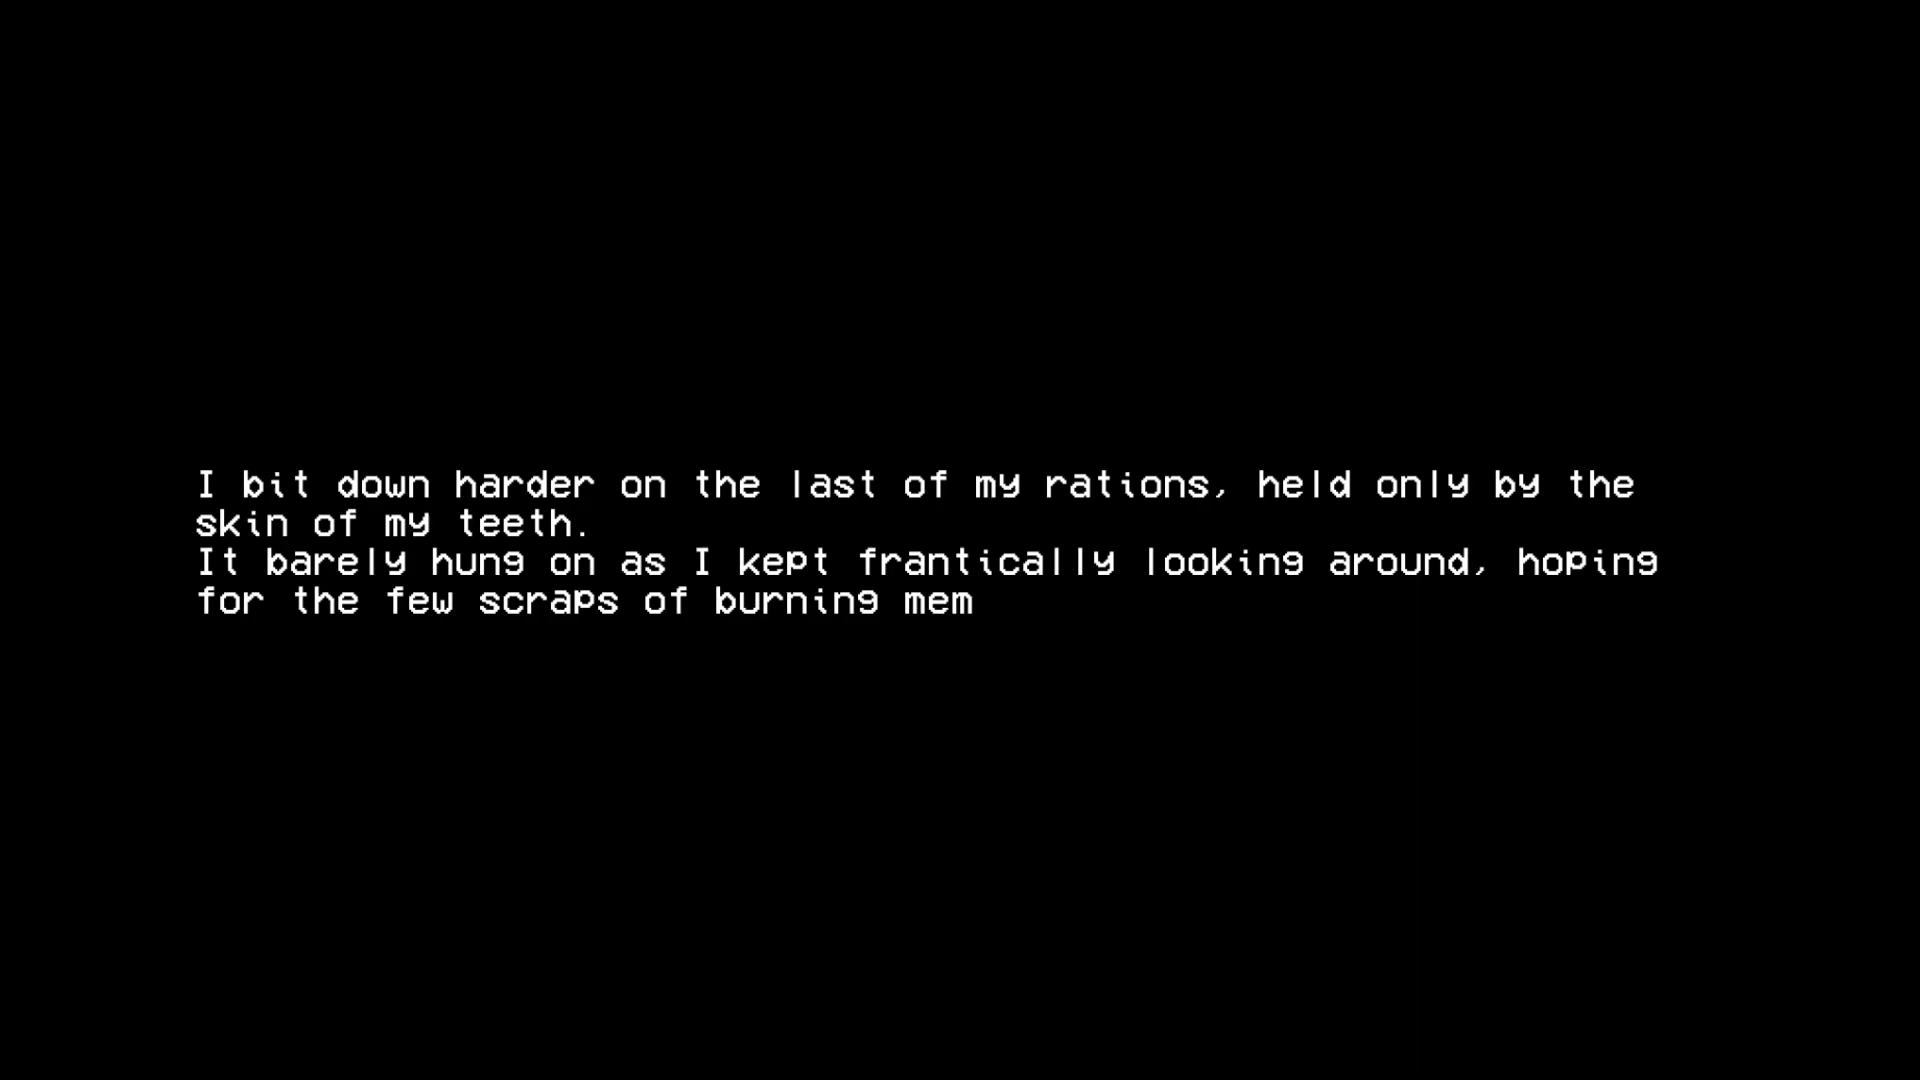 I bit down harder on the last of my rations, held only by the
skin of my teeth.
It barely hung on as I kept frantically looking around, hoping
for the few scraps of burning mem